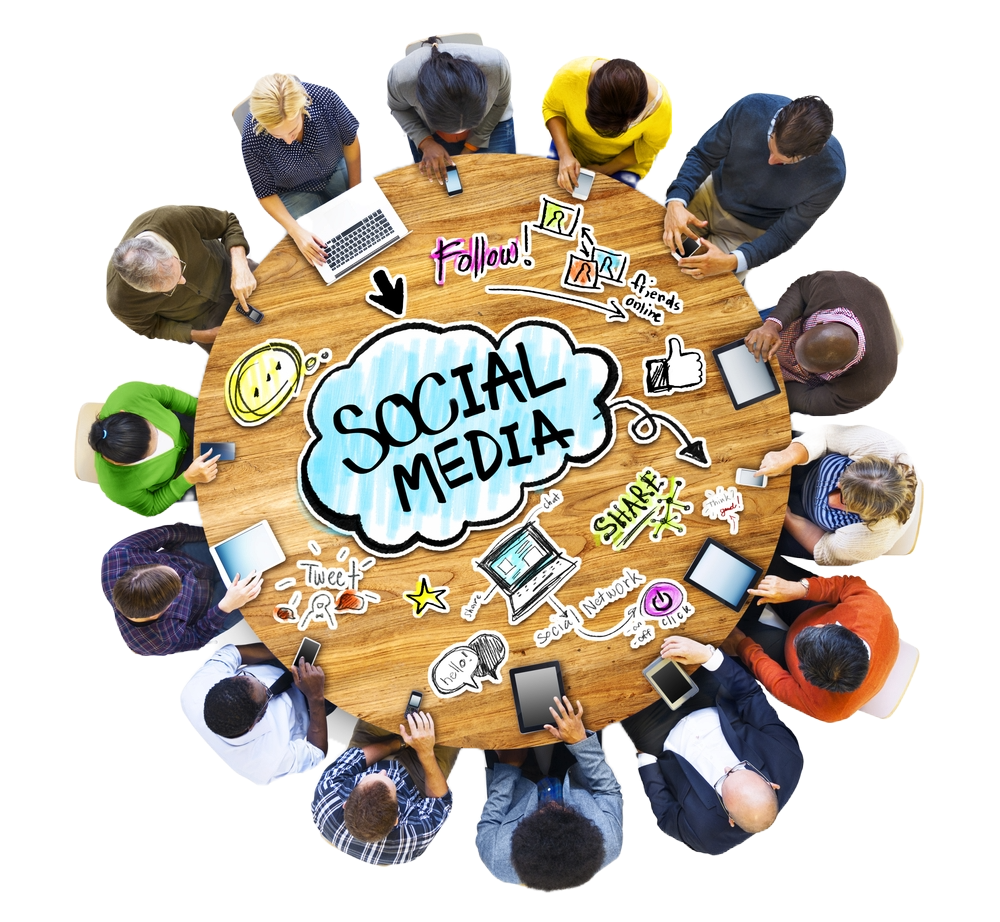 Follow!
friends
online
SOCIAL
MEDIA
SHARE
Think
good!
chat
Tweet
share
Social Network
on
off
click
hello!